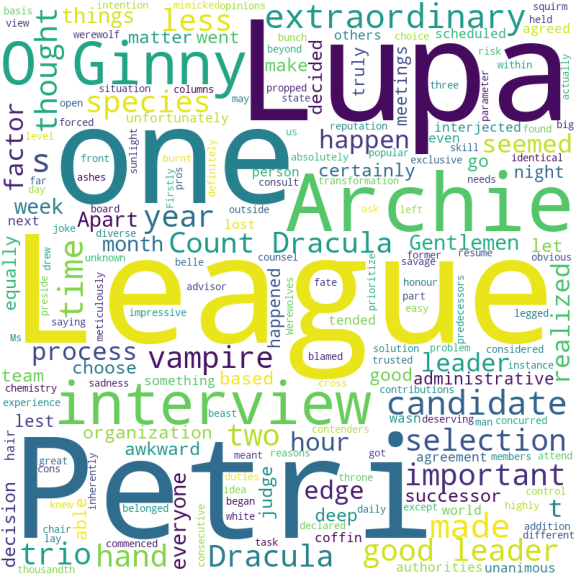 basis mimicked opinions bunch squirm held
intention
view things less extraordinary choice risk propped actually
werewolf went matter others scheduled agreed
O Ginny Lupa
thought situation columns make decided truly meetings beyond state may within
species unfortunately three parameter
open level forced front sunlight happen interjected found big
factor s one us reputation even seemed
far day burnt pros Firstly absolutely popular skill identical
ashes definitely person certainly go exclusive needs
week Apart year transformation night
next board consult Archie ask left
joke lost outside
equally diverse month Count Dracula Gentlemen let
unknown belle counsel former resume
drew time League savage obvious
Ms preside meticulously impressive happened Werewolves fate prioritize honour part easy predecessors realized
saying advisor legged
process tended blamed solution problem
team choose vampire leader trusted considered
chemistry sadness something based cross good administrative instance
experience beast contributions wasn deserving
lest trio interview candidate man concurred
organization two hour selection
hair awkward agreement members attend
great reasons meant contenders important
cons idea duties got throne successor t
decision inherently able knew began white judge edge world control
chair belonged deep daily except highly
lay hand Petri made
everyone consecutive addition different
thousandth commenced task Dracula declared coffin good leader authorities unanimous